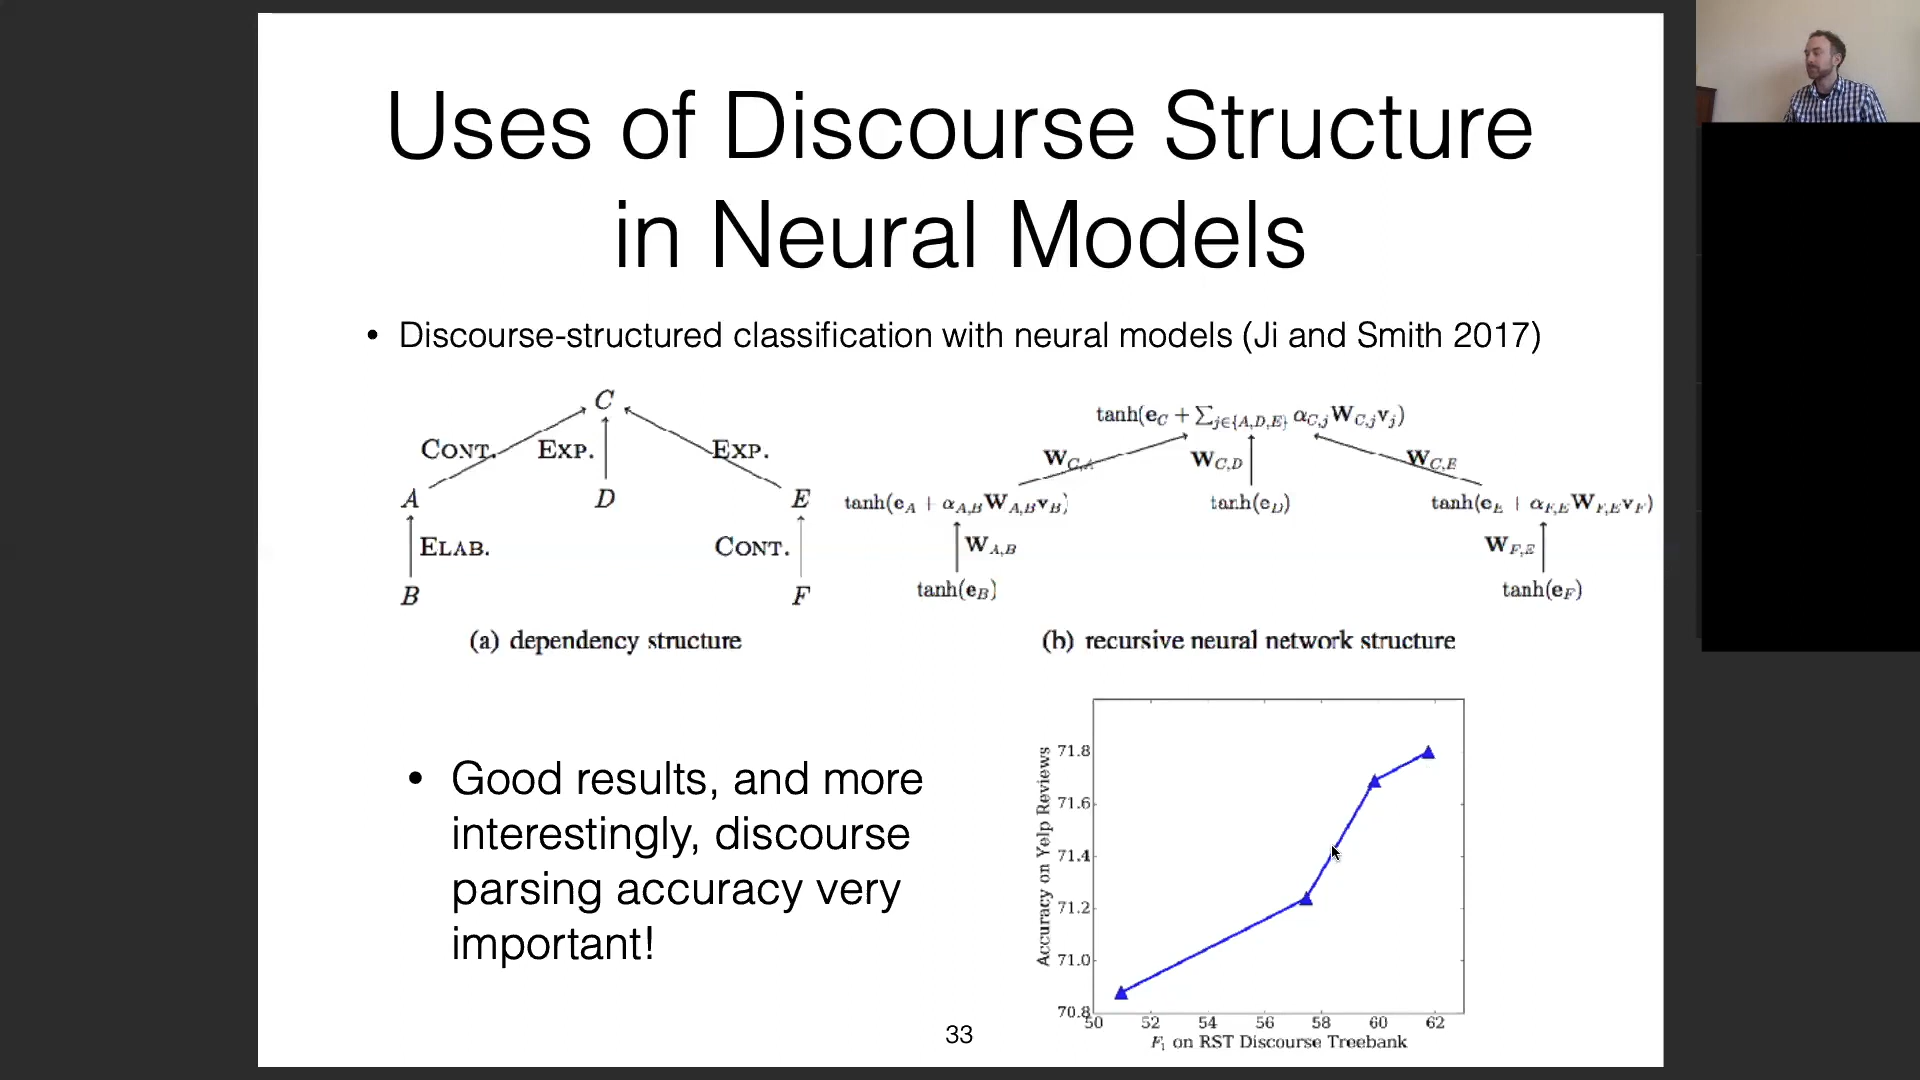 Uses of Discourse Structure
in Neural Models
• Discourse-structured classification with neural models (Ji and Smith 2017)
C
CONT. EXP. EXP.
A D E
ELAB. CONT.
B F
(a) dependency structure
tanh(e_C + Σ_{j∈{A,D,E}} α_{C,j}W_{C,j}v_j)
W_{C,A} W_{C,D} W_{C,E}
tanh(e_A + α_{A,B}W_{A,B}v_B) tanh(e_D) tanh(e_E + α_{F,E}W_{F,E}v_F)
W_{A,B} W_{F,E}
tanh(e_B) tanh(e_F)
(b) recursive neural network structure
• Good results, and more
interestingly, discourse
parsing accuracy very
important!
Accuracy on Yelp Reviews
71.8
71.6
71.4
71.2
71.0
70.8
50 52 54 56 58 60 62
F₁ on RST Discourse Treebank
33